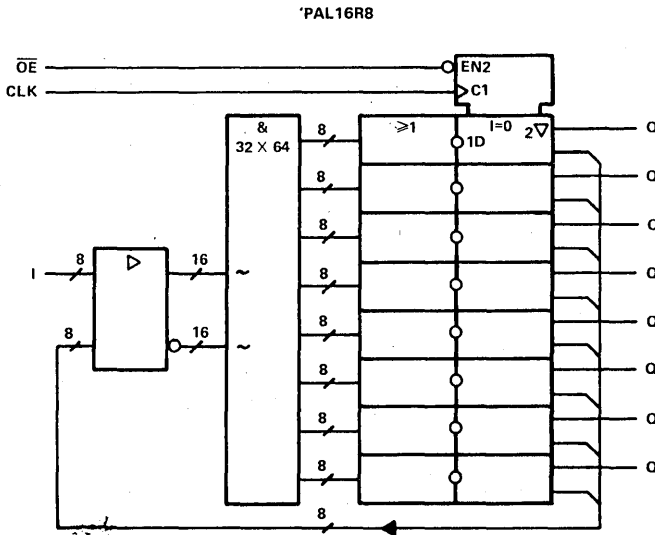 'PAL16R8
OE
EN2
CLK
C1
&
32 X 64
8
≥1
I=0
2▽
O
1D
8
O
8
O
I
8
▷
16
~
8
O
8
16
~
8
O
8
O
8
O
8
O
8